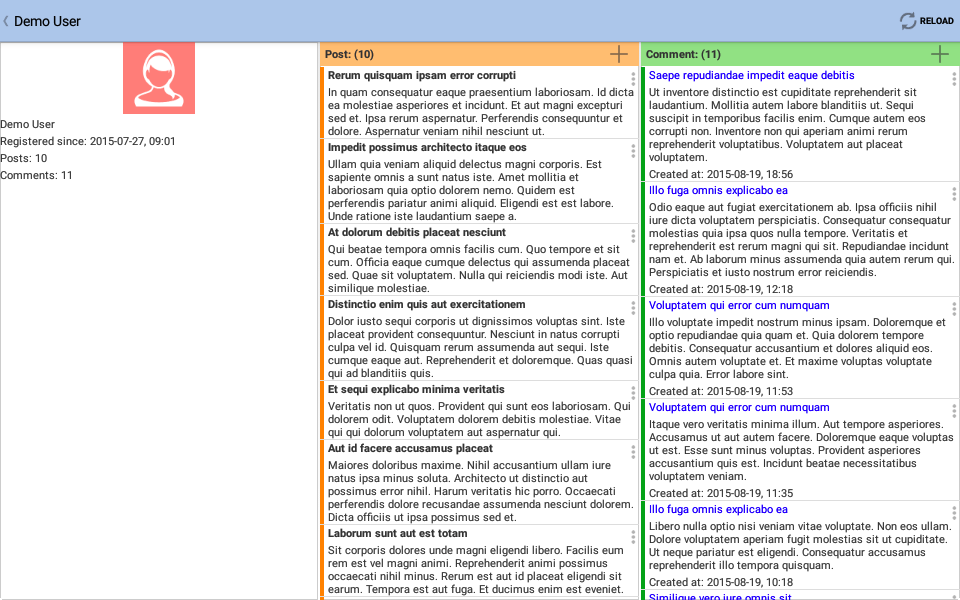 Demo User
RELOAD
Demo User
Registered since: 2015-07-27, 09:01
Posts: 10
Comments: 11
Post: (10)
Rerum quisquam ipsam error corrupti
In quam consequatur eaque praesentium laboriosam. Id dicta
ea molestiae asperiores et incidunt. Et aut magni excepturi
sed et. Ipsa rerum aspernatur. Perferendis consequuntur et
dolore. Aspernatur veniam nihil nesciunt ut.
Impedit possimus architecto itaque eos
Ullam quia veniam aliquid delectus magni corporis. Est
sapiente omnis a sunt natus iste. Amet mollitia et
laboriosam quia optio dolorem nemo. Quidem est
perferendis pariatur animi aliquid. Eligendi est est labore.
Unde ratione iste laudantium saepe a.
At dolorum debitis placeat nesciunt
Qui beatae tempora omnis facilis cum. Quo tempore et sit
cum. Officia eaque cumque delectus qui assumenda placeat
sed. Quae sit voluptatem. Nulla qui reiciendis modi iste. Aut
similique molestiae.
Distinctio enim quis aut exercitationem
Dolor iusto sequi corporis ut dignissimos voluptas sint. Iste
placeat provident consequuntur. Nesciunt in natus corrupti
culpa vel id. Quisquam rerum assumenda aut sequi. Iste
cumque eaque aut. Reprehenderit et doloremque. Quas quasi
qui ad blanditiis quis.
Et sequi explicabo minima veritatis
Veritatis non ut quos. Provident qui sunt eos laboriosam. Qui
dolorem odit. Voluptatem dolorem debitis molestiae. Vitae
qui qui dolorum voluptatem aut aspernatur qui.
Aut id facere accusamus placeat
Maiores doloribus maxime. Nihil accusantium ullam iure
natus ipsa minus soluta. Architecto ut distinctio aut
possimus error nihil. Harum veritatis hic porro. Occaecati
perferendis dolore recusandae assumenda nesciunt dolorem.
Dicta officiis ut ipsa possimus sed et.
Laborum sunt aut est totam
Sit corporis dolores unde magni eligendi libero. Facilis eum
rem est vel magni animi. Reprehenderit animi possimus
occaecati nihil minus. Rerum est aut id placeat eligendi sit
earum. Tempora est aut fuga. Et ducimus enim est eveniet.
Comment: (11)
Saepe repudiandae impedit eaque debitis
Ut inventore distinctio est cupiditate reprehenderit sit
laudantium. Mollitia autem labore blanditiis ut. Sequi
suscipit in temporibus facilis enim. Cumque autem eos
corrupti non. Inventore non qui aperiam animi rerum
reprehenderit voluptatibus. Voluptatem aut placeat
voluptatem.
Created at: 2015-08-19, 18:56
Illo fuga omnis explicabo ea
Odio eaque aut fugiat exercitationem ab. Ipsa officiis nihil
iure dicta voluptatem perspiciatis. Consequatur consequatur
molestias quia ipsa quos nulla tempore. Veritatis et
reprehenderit est rerum magni qui sit. Repudiandae incidunt
nam et. Ab laborum minus assumenda quia autem rerum qui.
Perspiciatis et iusto nostrum error reiciendis.
Created at: 2015-08-19, 12:18
Voluptatem qui error cum numquam
Illo voluptate impedit nostrum minus ipsam. Doloremque et
optio repudiandae quia quam et. Quia dolorem tempore
debitis. Consequatur accusantium et dolores aliquid eos.
Omnis autem voluptate et. Et maxime voluptas voluptate
culpa quia. Error labore sint.
Created at: 2015-08-19, 11:53
Voluptatem qui error cum numquam
Itaque vero veritatis minima illum. Aut tempore asperiores.
Accusamus ut aut autem facere. Doloremque eaque voluptas
ut est. Esse sunt minus voluptas. Provident asperiores
accusantium quis est. Incidunt beatae necessitatibus
voluptatem veniam.
Created at: 2015-08-19, 11:35
Illo fuga omnis explicabo ea
Libero nulla optio nisi veniam vitae voluptate. Non eos ullam.
Dolore voluptatem aperiam fugit molestias sit ut cupiditate.
Ut neque pariatur est eligendi. Consequatur accusamus
reprehenderit illo tempora quisquam.
Created at: 2015-08-19, 10:18
Similique vero iure omnis sit